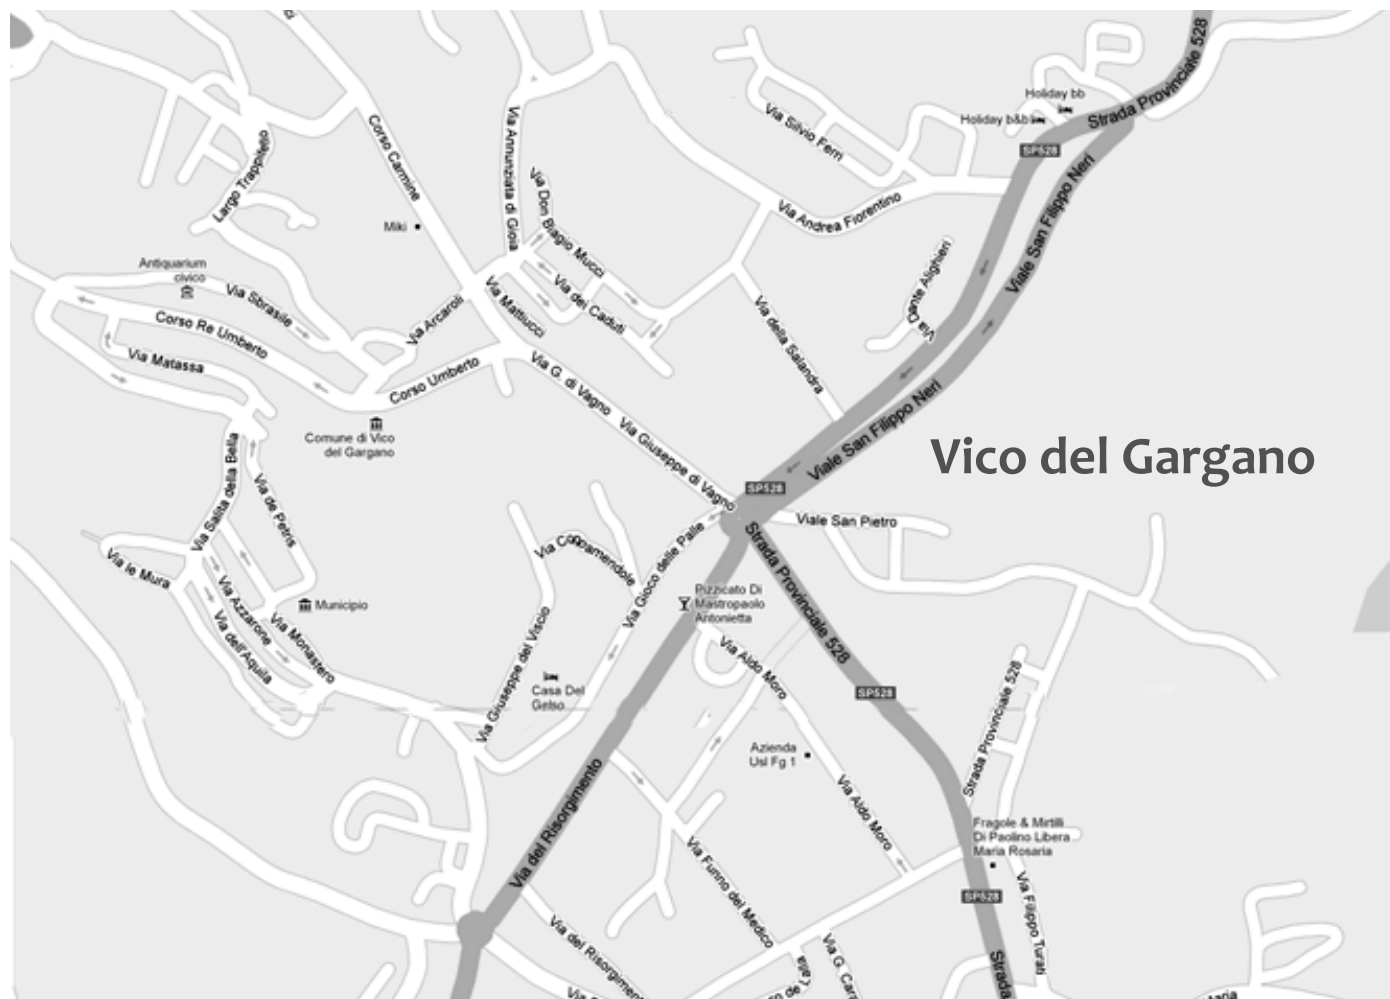 Strada Provinciale 528
Holiday bb
Holiday b&b
SP528
Via Silvio Ferri
Corso Carmine
Via Annunziata di Gioia
Largo Trappiteo
Via Don Biagio Mucci
Via Andrea Fiorentino
Viale San Filippo Neri
Miki
Antiquarium
civico
Via Sbrasile
Via Arcaroli
Via Mattiucci
Via dei Caduti
Via Dante Alighieri
Via della Salandra
Corso Re Umberto
Via Matassa
Corso Umberto
Via G. di Vagno
Via Giuseppe di Vagno
Viale San Filippo Neri
Comune di Vico
del Gargano
Vico del Gargano
Via Salita della Bella
Via de Petris
SP528
Viale San Pietro
Via le Mura
Via Gioco delle Palle
Strada Provinciale 528
Pizzicato Di
Mastropaolo
Antonietta
Municipio
Via Azzarone
Via dell'Aquila
Via Monastero
Via Giuseppe del Viscio
Casa Del
Gelso
Via Aldo Moro
SP528
Strada Provinciale 528
Azienda
Usl Fg 1
Via del Risorgimento
Via Aldo Moro
Fragole & Mirtilli
Di Paolino Libera
Maria Rosaria
Via Funno del Medico
SP528
Via Filippo Turati
Via del Risorgimento
Via G. Car
Strada
Maria